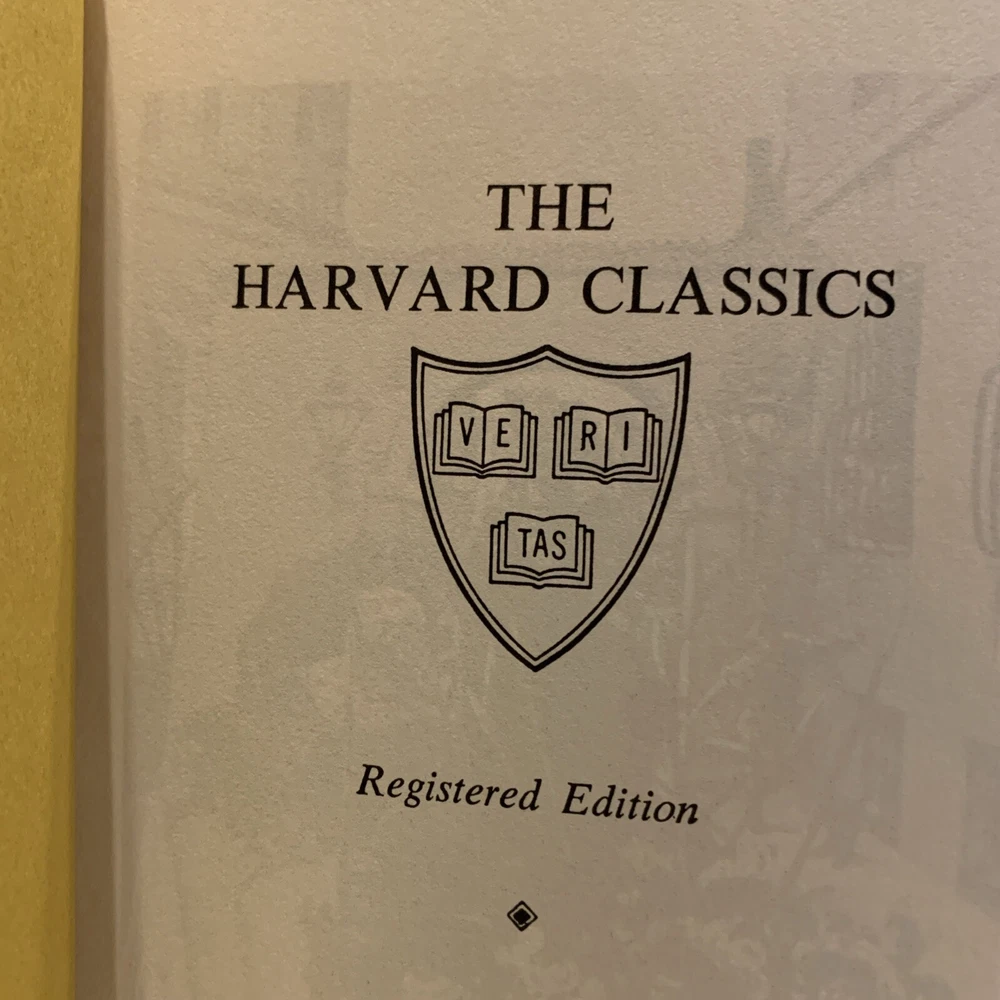 THE
HARVARD CLASSICS
VE RI
TAS
Registered Edition